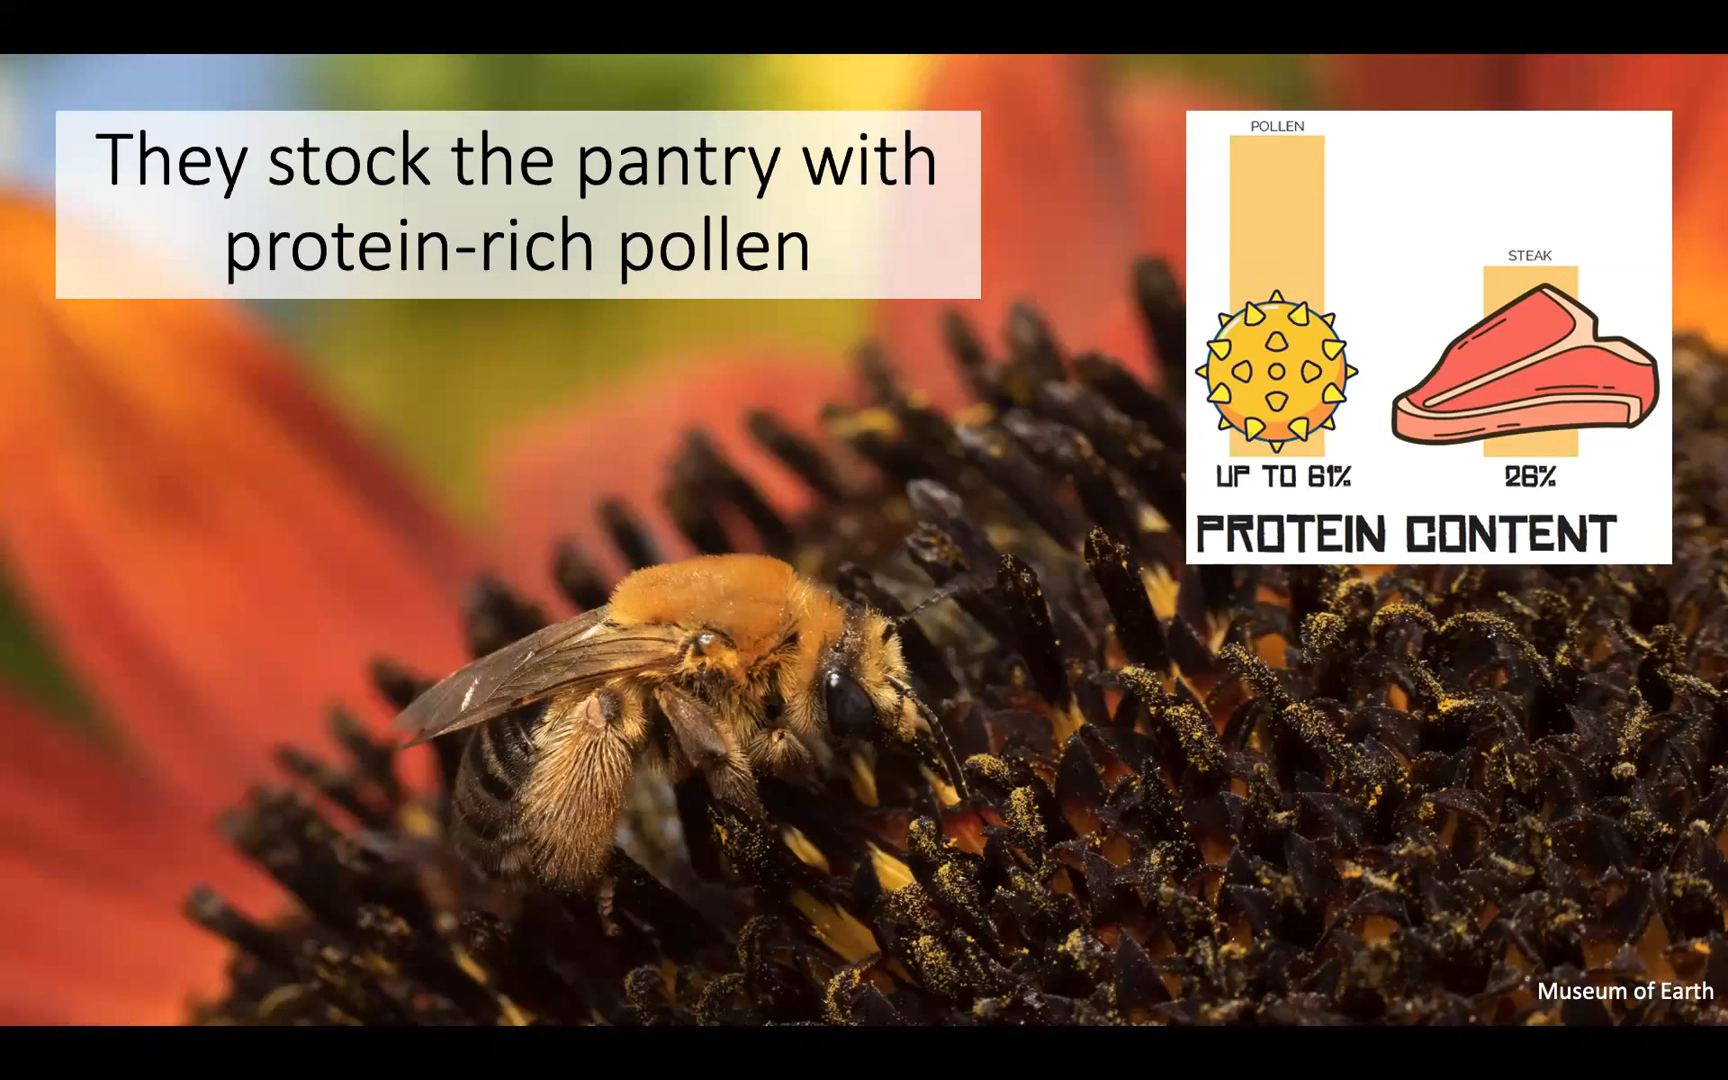 They stock the pantry with
protein-rich pollen
POLLEN
STEAK
UP TO 61%
26%
PROTEIN CONTENT
Museum of Earth